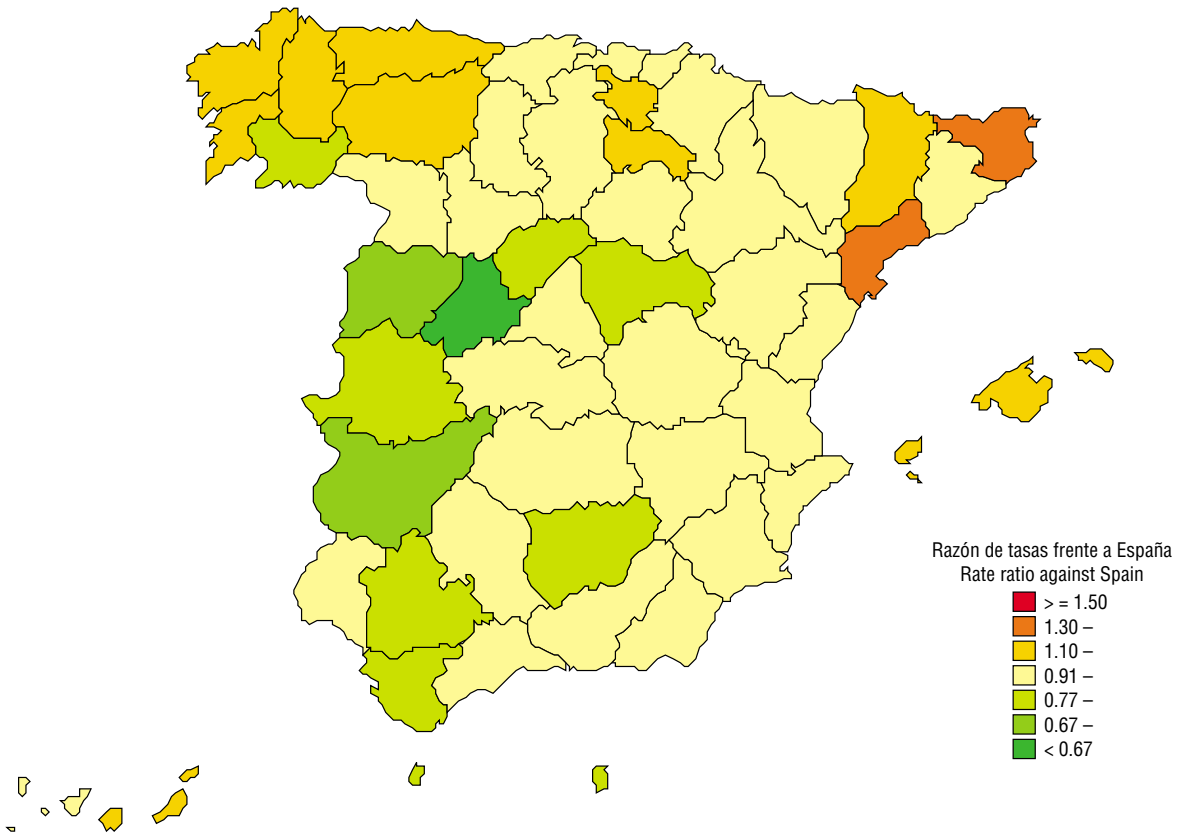 Razón de tasas frente a España
Rate ratio against Spain
> = 1.50
1.30 –
1.10 –
0.91 –
0.77 –
0.67 –
< 0.67